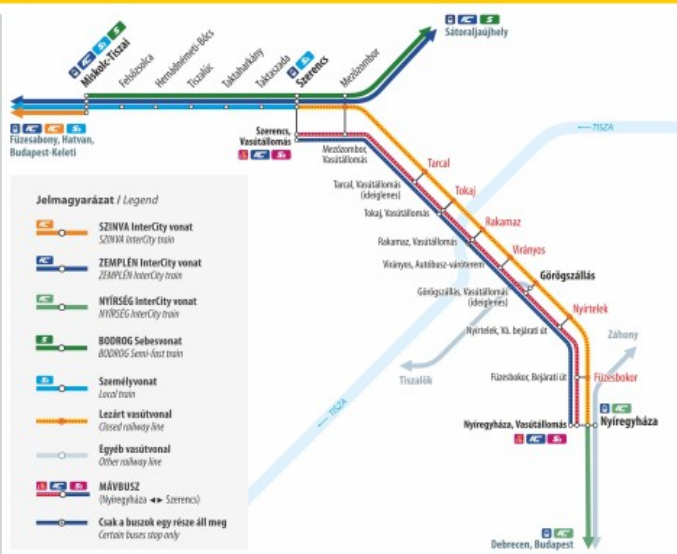 Sátoraljaújhely
Miskolc-Tiszai
Felsőzsolca
Hernádnémeti-Bőcs
Tiszalúc
Taktaharkány
Taktaszada
Szerencs
Mezőzombor
Füzesabony, Hatvan,
Budapest-Keleti
Szerencs,
Vasútállomás
Mezőzombor,
Vasútállomás
TISZA
Tarcal
Tarcal, Vasútállomás
(ideiglenes)
Tokaj
Tokaj, Vasútállomás
Rakamaz
Rakamaz, Vasútállomás
Virányos
Virányos, Autóbusz-váróterem
Görögszállás
Görögszállás, Vasútállomás
(ideiglenes)
Nyírtelek
Nyírtelek, Vá. bejárati út
Záhony
Tiszalök
Füzesbokor, Bejárati út
Füzesbokor
TISZA
Nyíregyháza, Vasútállomás
Nyíregyháza
Debrecen, Budapest
Jelmagyarázat / Legend
SZINVA InterCity vonat
SZINVA InterCity train
ZEMPLÉN InterCity vonat
ZEMPLÉN InterCity train
NYÍRSÉG InterCity vonat
NYÍRSÉG InterCity train
BODROG Sebesvonat
BODROG Semi-fast train
Személyvonat
Local train
Lezárt vasútvonal
Closed railway line
Egyéb vasútvonal
Other railway line
MÁVBUSZ
(Nyíregyháza ◄► Szerencs)
Csak a buszok egy része áll meg
Certain buses stop only